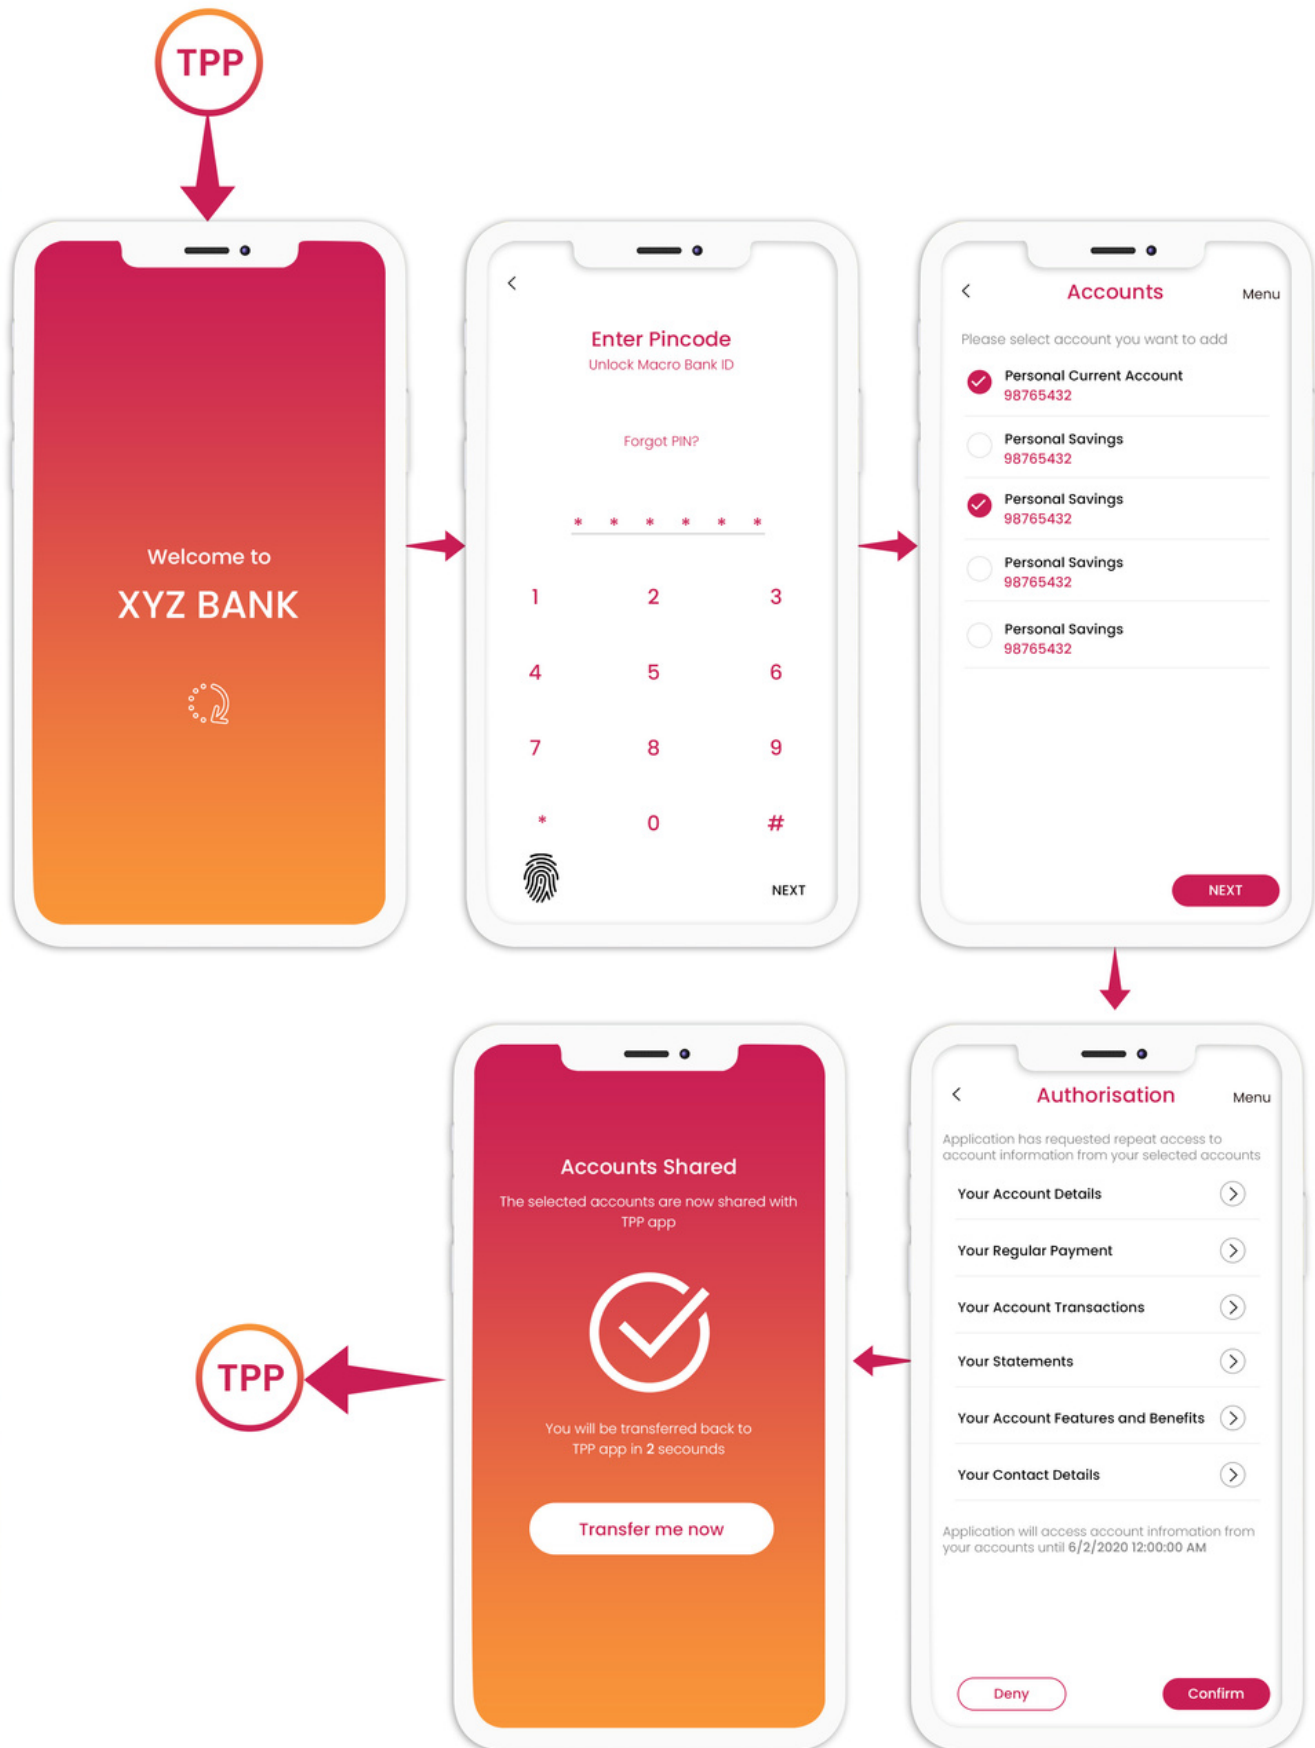 TPP
Welcome to
XYZ BANK
<
Enter Pincode
Unlock Macro Bank ID
Forgot PIN?
* * * * * *
1 2 3
4 5 6
7 8 9
* 0 #
NEXT
< Accounts Menu
Please select account you want to add
Personal Current Account
98765432
Personal Savings
98765432
Personal Savings
98765432
Personal Savings
98765432
Personal Savings
98765432
NEXT
< Authorisation Menu
Application has requested repeat access to
account information from your selected accounts
Your Account Details
Your Regular Payment
Your Account Transactions
Your Statements
Your Account Features and Benefits
Your Contact Details
Application will access account infromation from
your accounts until 6/2/2020 12:00:00 AM
Deny Confirm
Accounts Shared
The selected accounts are now shared with
TPP app
You will be transferred back to
TPP app in 2 secounds
Transfer me now
TPP